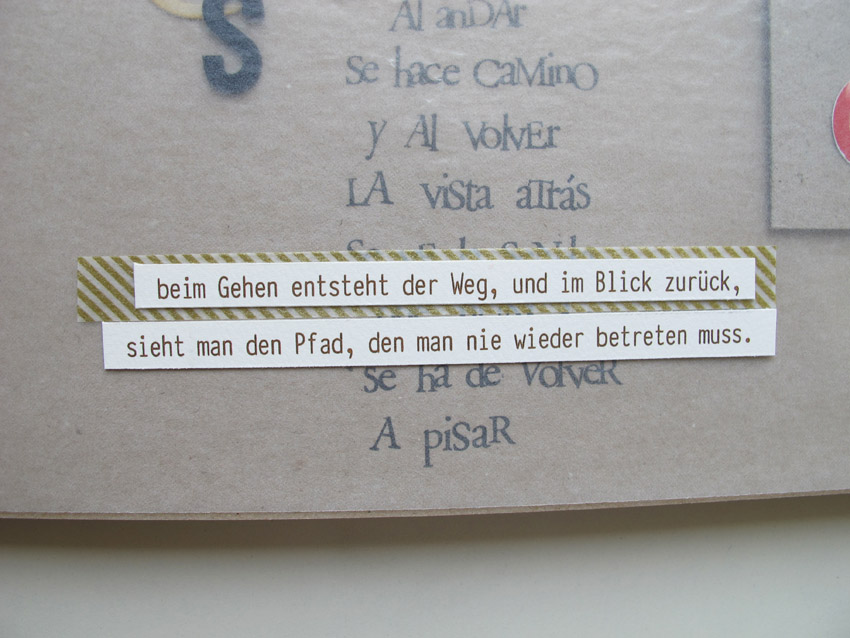 S
Al anDAr
Se hace CaMinO
y Al VolvEr
LA viSta aTrás
beim Gehen entsteht der Weg, und im Blick zurück,
sieht man den Pfad, den man nie wieder betreten muss.
se ha de VolveR
A piSaR